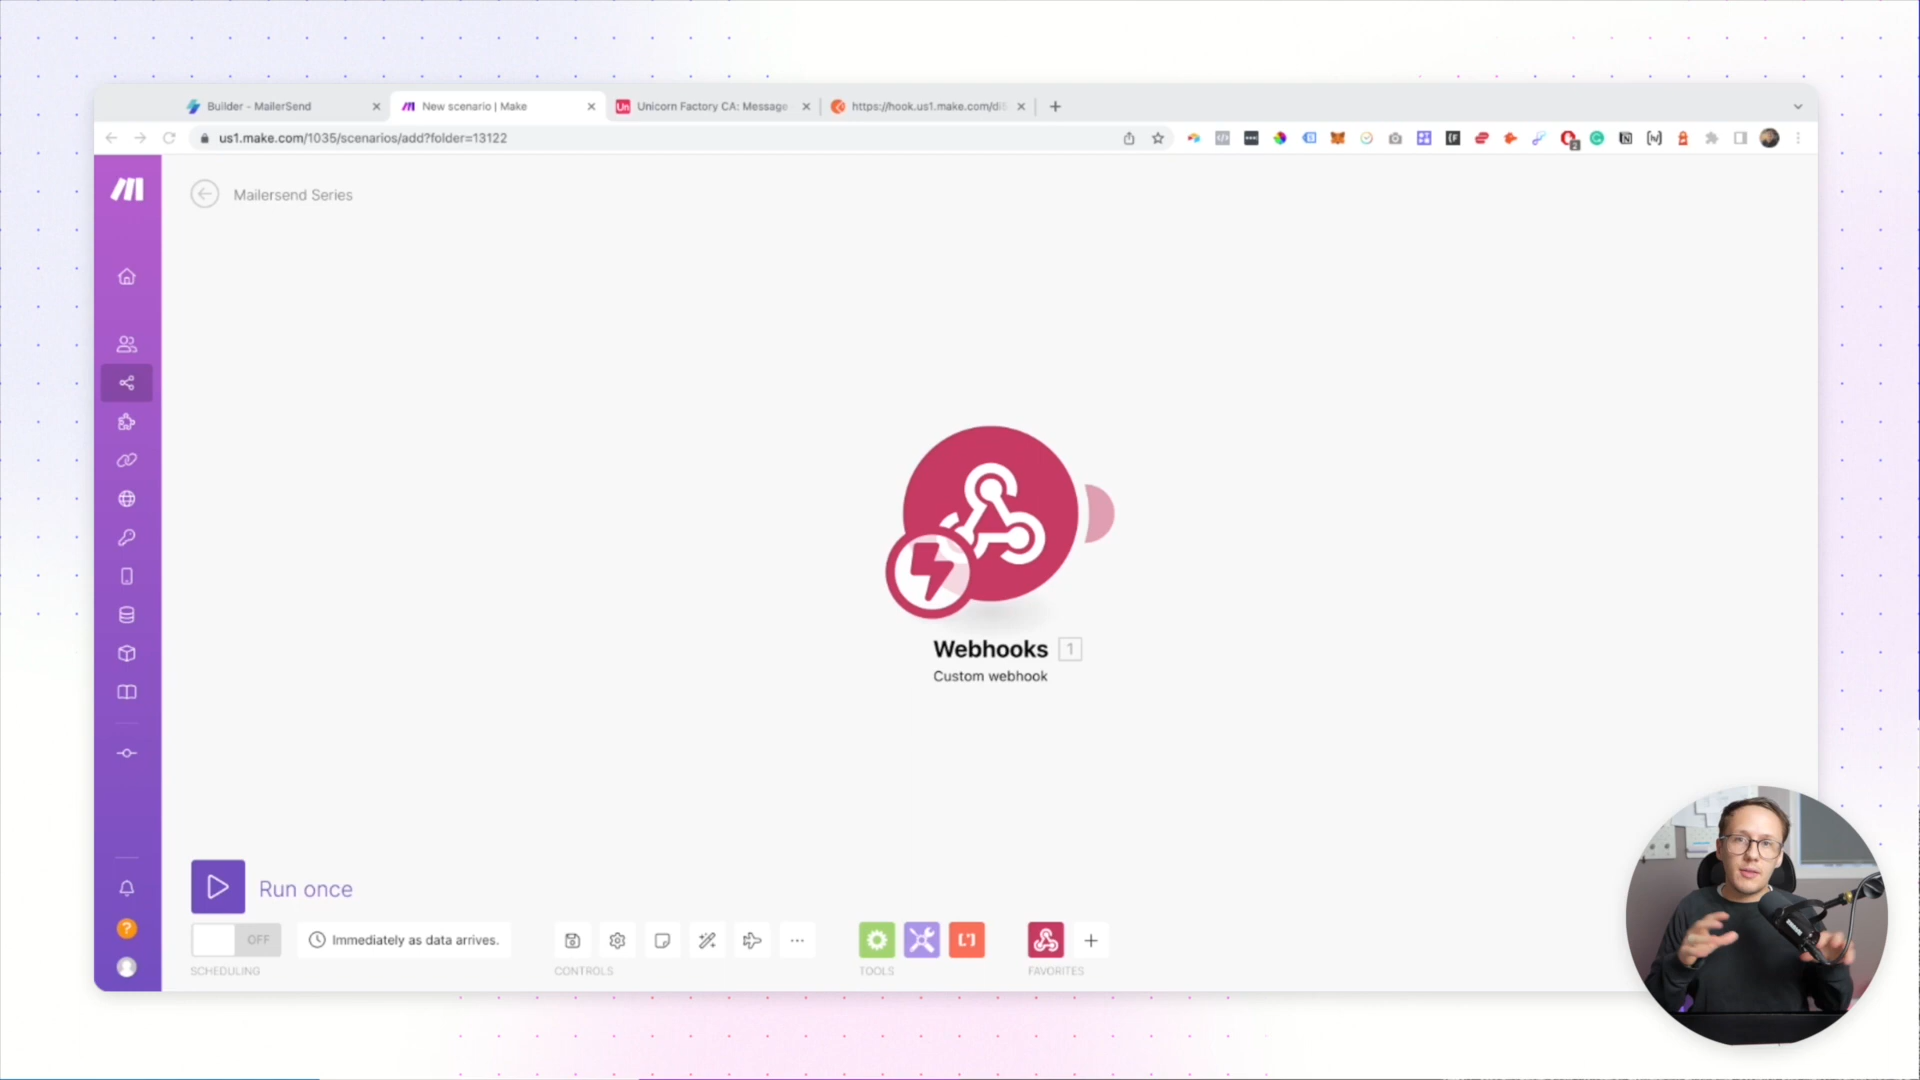 Builder - MailerSend
New scenario | Make
Unicorn Factory CA: Message
https://hook.us1.make.com/di
us1.make.com/1035/scenarios/add?folder=13122
Mailersend Series
Webhooks 1
Custom webhook
Run once
OFF
Immediately as data arrives.
SCHEDULING
CONTROLS
TOOLS
FAVORITES